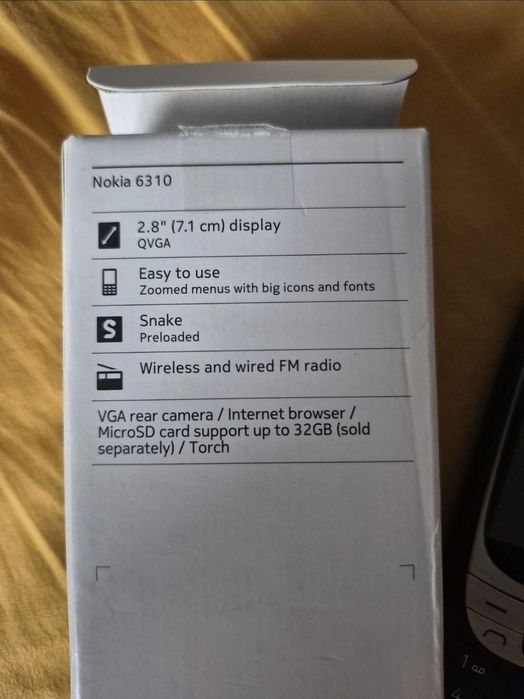 Nokia 6310
2.8" (7.1 cm) display
QVGA
Easy to use
Zoomed menus with big icons and fonts
S
Snake
Preloaded
Wireless and wired FM radio
VGA rear camera / Internet browser /
MicroSD card support up to 32GB (sold
separately) / Torch
1